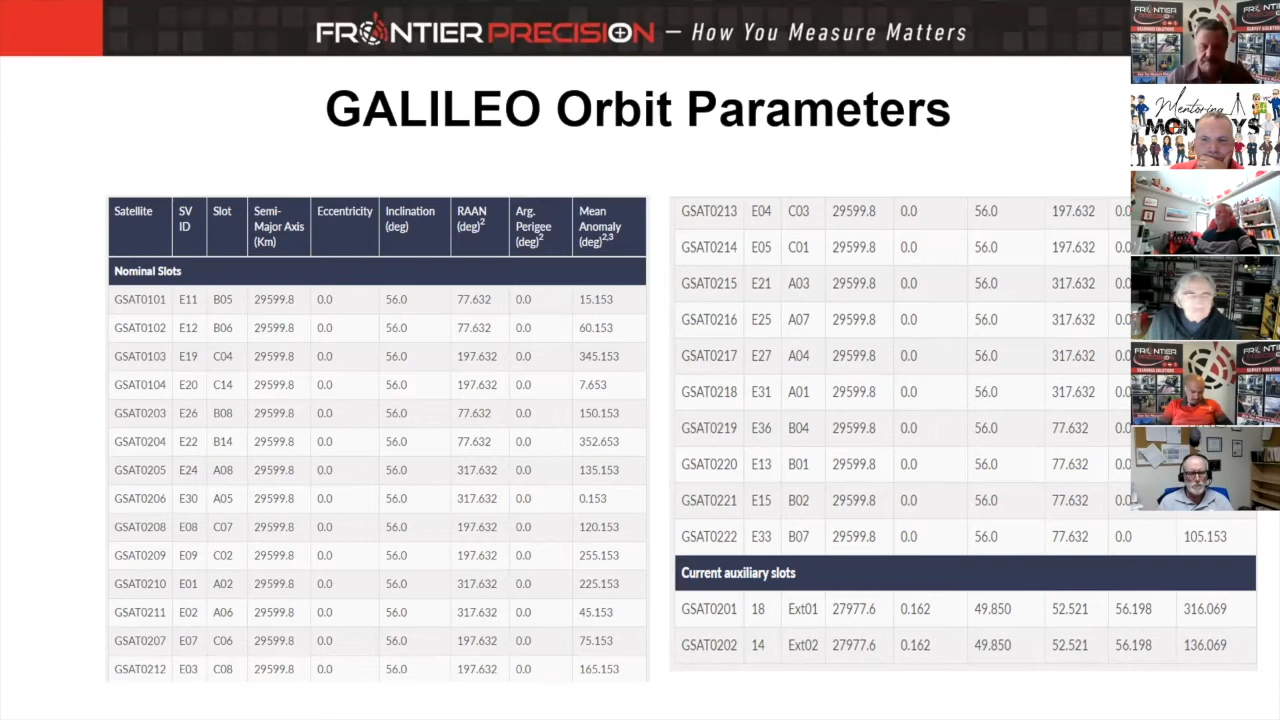 FRONTIER PRECISION — How You Measure Matters
GALILEO Orbit Parameters
Satellite SV ID Slot Semi-Major Axis (Km) Eccentricity Inclination (deg) RAAN (deg)2 Arg. Perigee (deg)2 Mean Anomaly (deg)2,3
Nominal Slots
GSAT0101 E11 B05 29599.8 0.0 56.0 77.632 0.0 15.153
GSAT0102 E12 B06 29599.8 0.0 56.0 77.632 0.0 60.153
GSAT0103 E19 C04 29599.8 0.0 56.0 197.632 0.0 345.153
GSAT0104 E20 C14 29599.8 0.0 56.0 197.632 0.0 7.653
GSAT0203 E26 B08 29599.8 0.0 56.0 77.632 0.0 150.153
GSAT0204 E22 B14 29599.8 0.0 56.0 77.632 0.0 352.653
GSAT0205 E24 A08 29599.8 0.0 56.0 317.632 0.0 135.153
GSAT0206 E30 A05 29599.8 0.0 56.0 317.632 0.0 0.153
GSAT0208 E08 C07 29599.8 0.0 56.0 197.632 0.0 120.153
GSAT0209 E09 C02 29599.8 0.0 56.0 197.632 0.0 255.153
GSAT0210 E01 A02 29599.8 0.0 56.0 317.632 0.0 225.153
GSAT0211 E02 A06 29599.8 0.0 56.0 317.632 0.0 45.153
GSAT0207 E07 C06 29599.8 0.0 56.0 197.632 0.0 75.153
GSAT0212 E03 C08 29599.8 0.0 56.0 197.632 0.0 165.153
GSAT0213 E04 C03 29599.8 0.0 56.0 197.632 0.0
GSAT0214 E05 C01 29599.8 0.0 56.0 197.632 0.0
GSAT0215 E21 A03 29599.8 0.0 56.0 317.632 0.0
GSAT0216 E25 A07 29599.8 0.0 56.0 317.632 0.0
GSAT0217 E27 A04 29599.8 0.0 56.0 317.632 0.0
GSAT0218 E31 A01 29599.8 0.0 56.0 317.632 0.0
GSAT0219 E36 B04 29599.8 0.0 56.0 77.632 0.0
GSAT0220 E13 B01 29599.8 0.0 56.0 77.632 0.0
GSAT0221 E15 B02 29599.8 0.0 56.0 77.632 0.0
GSAT0222 E33 B07 29599.8 0.0 56.0 77.632 0.0 105.153
Current auxiliary slots
GSAT0201 18 Ext01 27977.6 0.162 49.850 52.521 56.198 316.069
GSAT0202 14 Ext02 27977.6 0.162 49.850 52.521 56.198 136.069
Mentoring